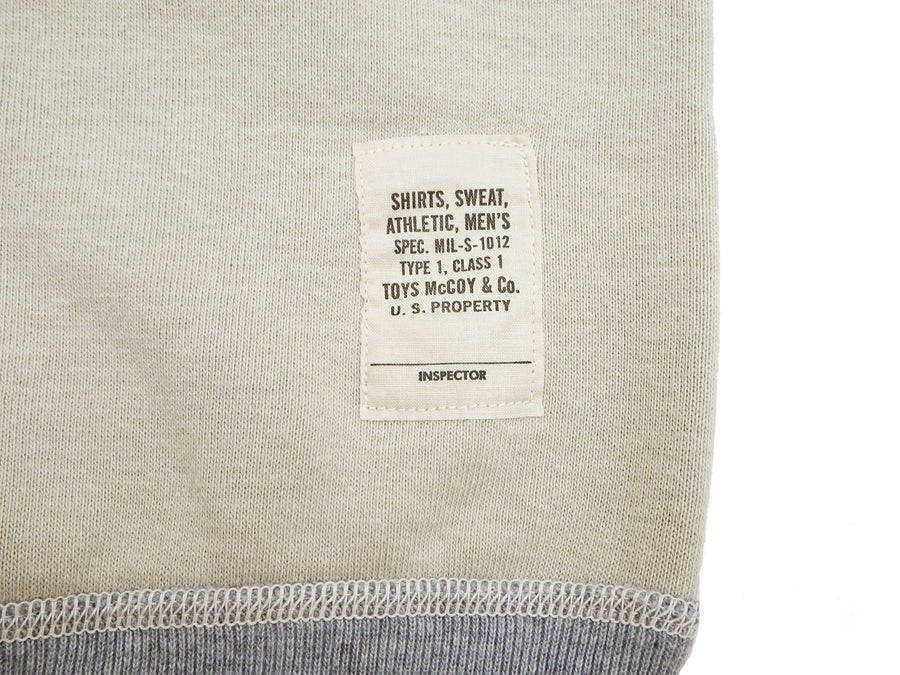 SHIRTS, SWEAT,
ATHLETIC, MEN'S
SPEC. MIL-S-1012
TYPE 1, CLASS 1
TOYS McCOY & Co.
U. S. PROPERTY
INSPECTOR